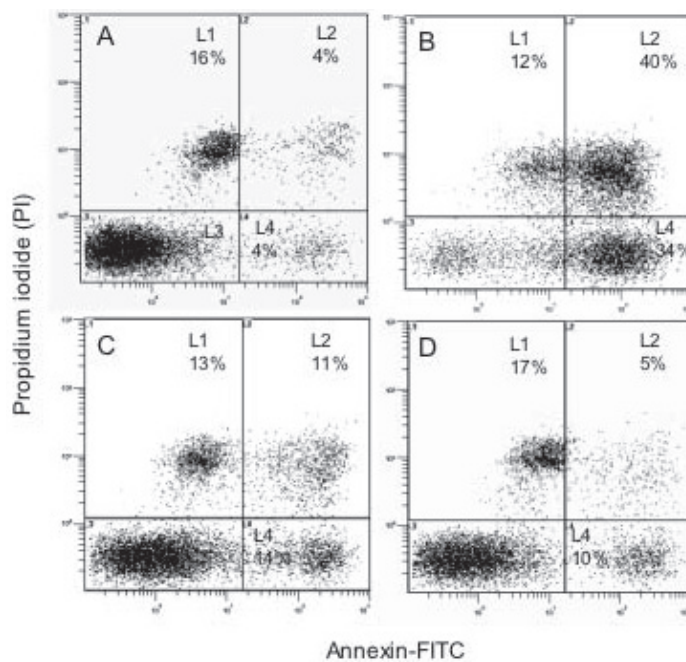 A
L1
16%
L2
4%
L3
L4
4%
B
L1
12%
L2
40%
L4
34%
C
L1
13%
L2
11%
L4
D
L1
17%
L2
5%
L4
10%
Propidium iodide (PI)
Annexin-FITC